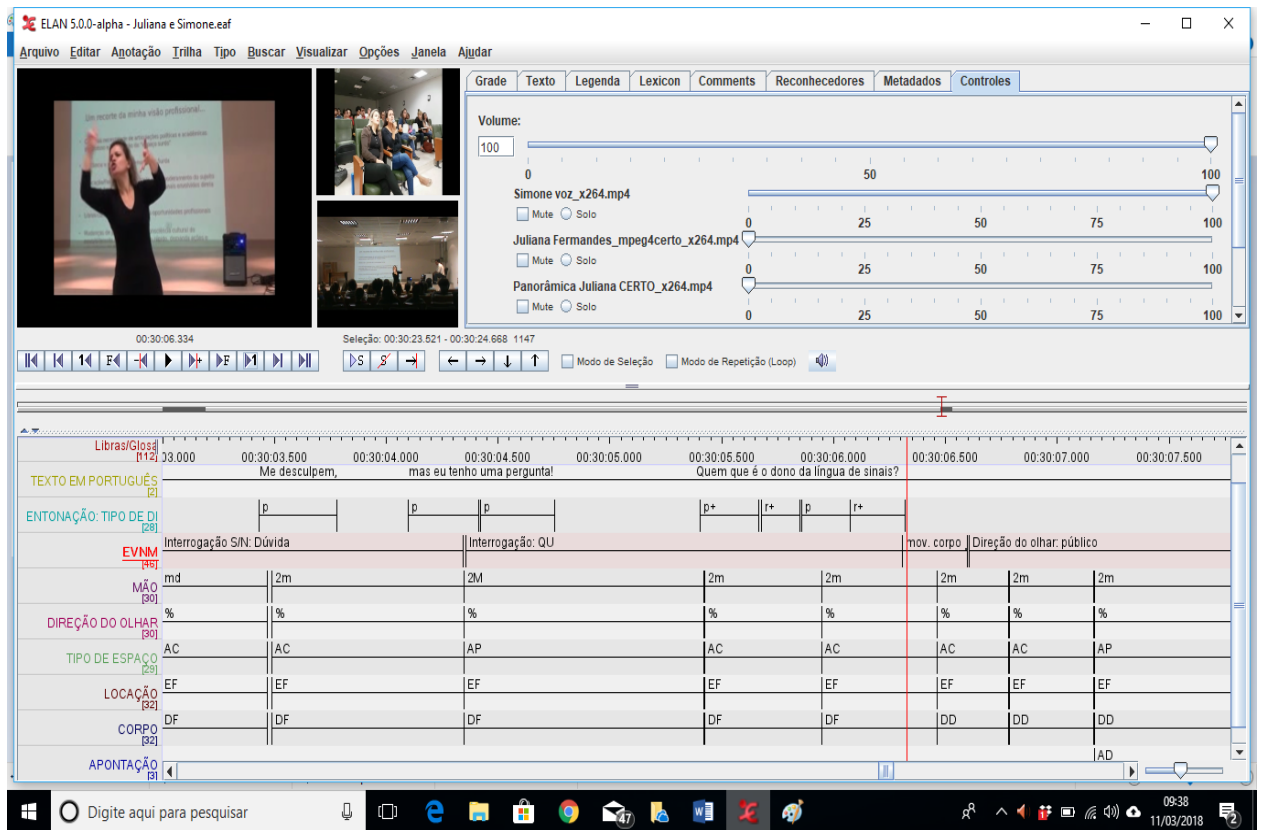 ELAN 5.0.0-alpha - Juliana e Simone.eaf
Arquivo Editar Anotação Trilha Tipo Buscar Visualizar Opções Janela Ajudar
Um recorte da minha visão profissional...
Grade Texto Legenda Lexicon Comments Reconhecedores Metadados Controles
Volume:
100
0 50 100
Simone voz_x264.mp4
Mute Solo
0 25 50 75 100
Juliana Fermandes_mpeg4certo_x264.mp4
Mute Solo
0 25 50 75 100
Panorâmica Juliana CERTO_x264.mp4
Mute Solo
0 25 50 75 100
00:30:06.334
Seleção: 00:30:23.521 - 00:30:24.668 1147
Modo de Seleção Modo de Repetição (Loop)
Libras/Glosa
[112] 03.000 00:30:03.500 00:30:04.000 00:30:04.500 00:30:05.000 00:30:05.500 00:30:06.000 00:30:06.500 00:30:07.000 00:30:07.500
TEXTO EM PORTUGUÊS Me desculpem, mas eu tenho uma pergunta! Quem que é o dono da língua de sinais?
[2]
ENTONAÇÃO: TIPO DE DI p p p p+ r+ p r+
[28]
EVNM Interrogação S/N: Dúvida Interrogação: QU mov. corpo Direção do olhar: público
[46]
MÃO md 2m 2M 2m 2m 2m 2m 2m
[30]
DIREÇÃO DO OLHAR % % % % % % % %
[30]
TIPO DE ESPAÇO AC AC AP AC AC AC AC AP
[29]
LOCAÇÃO EF EF EF EF EF EF EF EF
[32]
CORPO DF DF DF DF DF DD DD DD
[32]
APONTAÇÃO AD
[3]
Digite aqui para pesquisar
47
09:38
11/03/2018
2